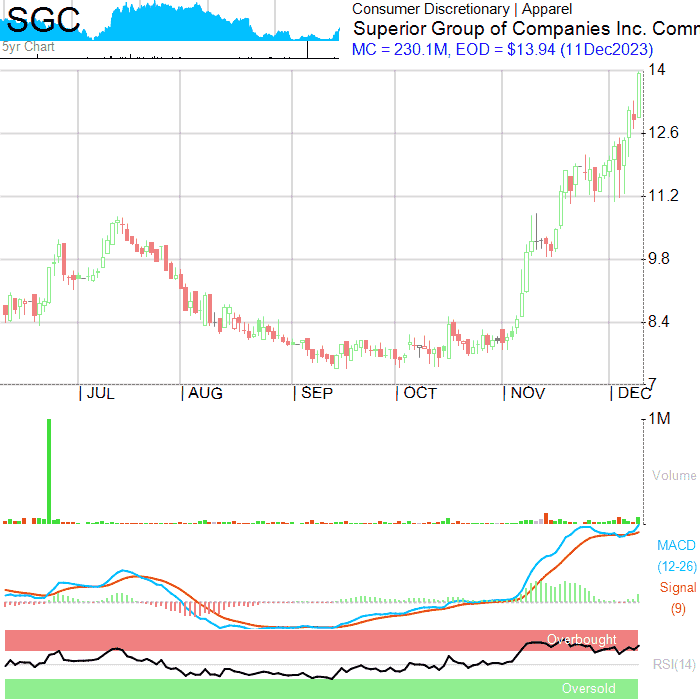 SGC
5yr Chart
Consumer Discretionary | Apparel
Superior Group of Companies Inc. Comm
MC = 230.1M, EOD = $13.94 (11Dec2023)
14
12.6
11.2
9.8
8.4
7
JUL AUG SEP OCT NOV DEC
1M
Volume
MACD
(12-26)
Signal
(9)
Overbought
RSI(14)
Oversold